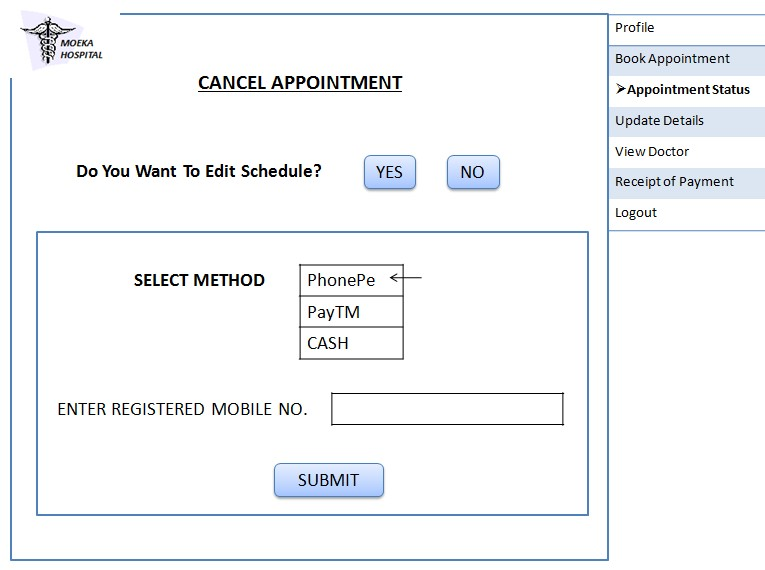 MOEKA
HOSPITAL
CANCEL APPOINTMENT
Do You Want To Edit Schedule?
YES
NO
SELECT METHOD
PhonePe
PayTM
CASH
ENTER REGISTERED MOBILE NO.
SUBMIT
Profile
Book Appointment
➢Appointment Status
Update Details
View Doctor
Receipt of Payment
Logout